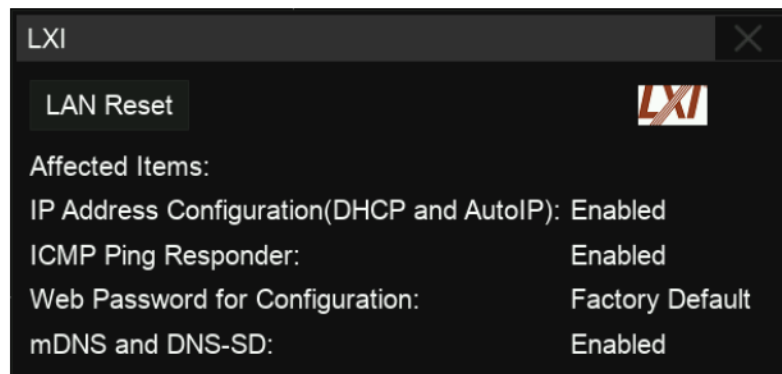 LXI
LAN Reset
LXI
Affected Items:
IP Address Configuration(DHCP and AutoIP): Enabled
ICMP Ping Responder: Enabled
Web Password for Configuration: Factory Default
mDNS and DNS-SD: Enabled